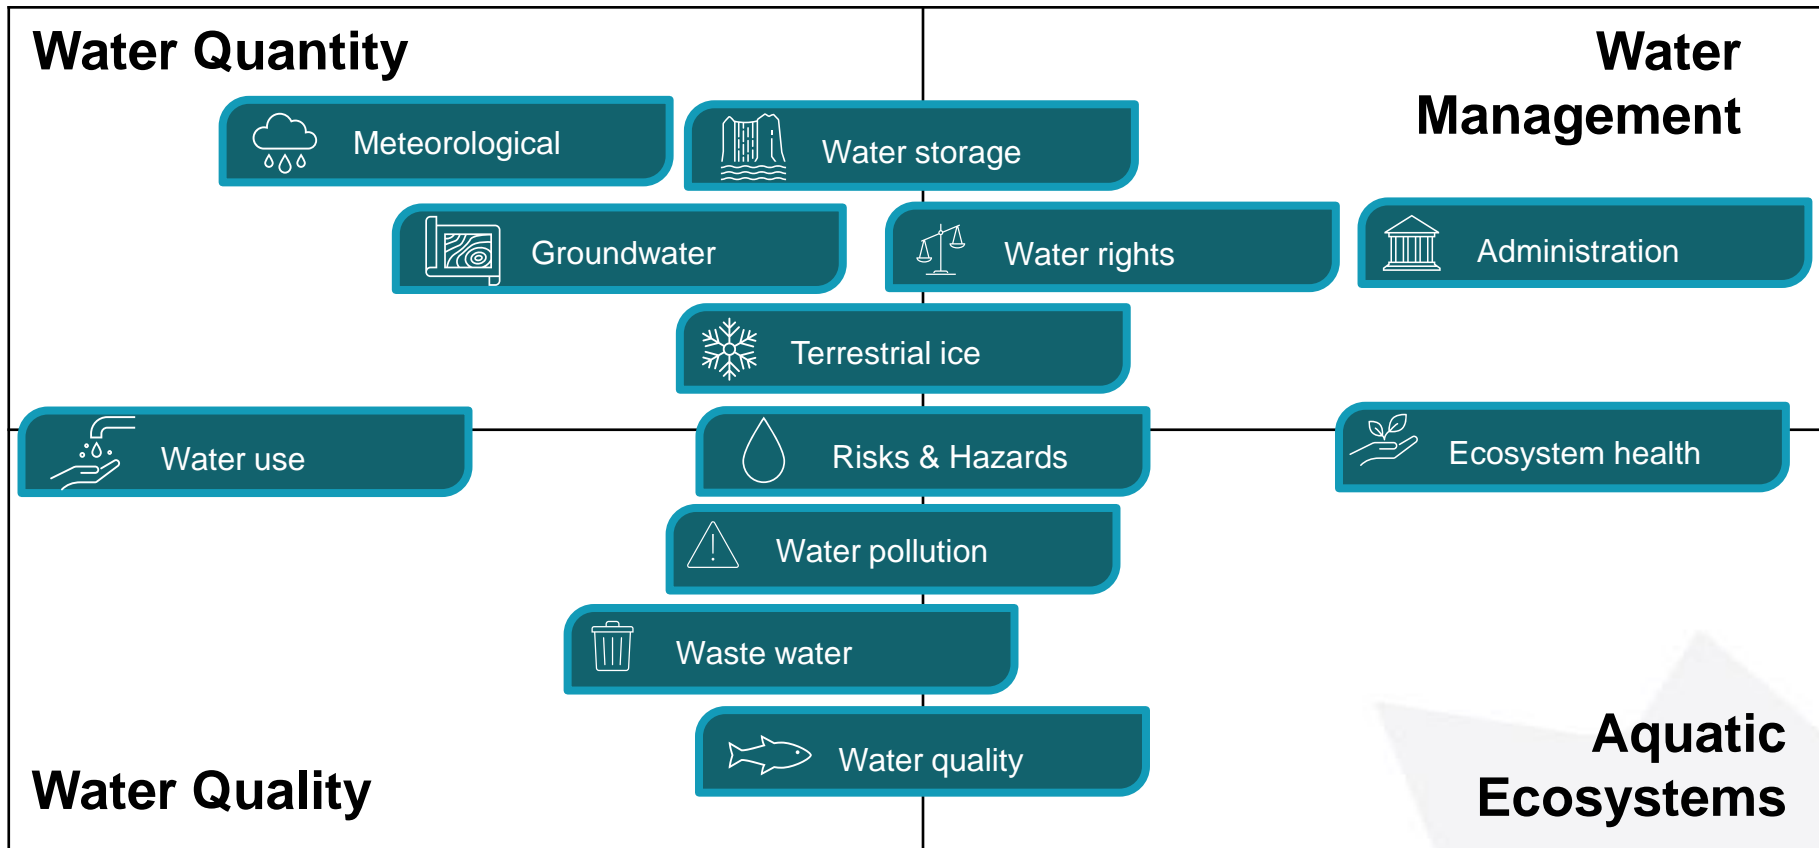 Water Quantity
Water
Management
Meteorological
Water storage
Groundwater
Water rights
Administration
Terrestrial ice
Water use
Risks & Hazards
Ecosystem health
Water pollution
Waste water
Water quality
Water Quality
Aquatic
Ecosystems